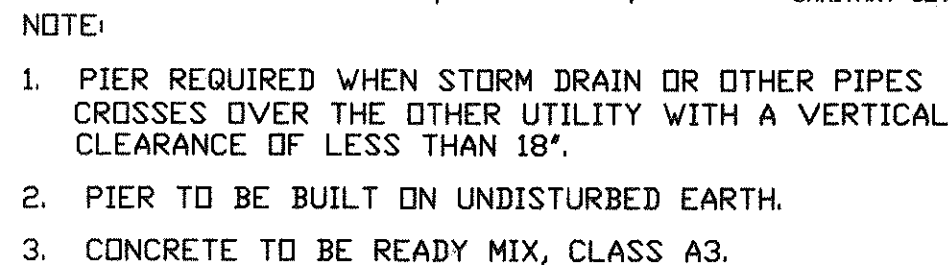 NOTE:
1. PIER REQUIRED WHEN STORM DRAIN OR OTHER PIPES
CROSSES OVER THE OTHER UTILITY WITH A VERTICAL
CLEARANCE OF LESS THAN 18".
2. PIER TO BE BUILT ON UNDISTURBED EARTH.
3. CONCRETE TO BE READY MIX, CLASS A3.